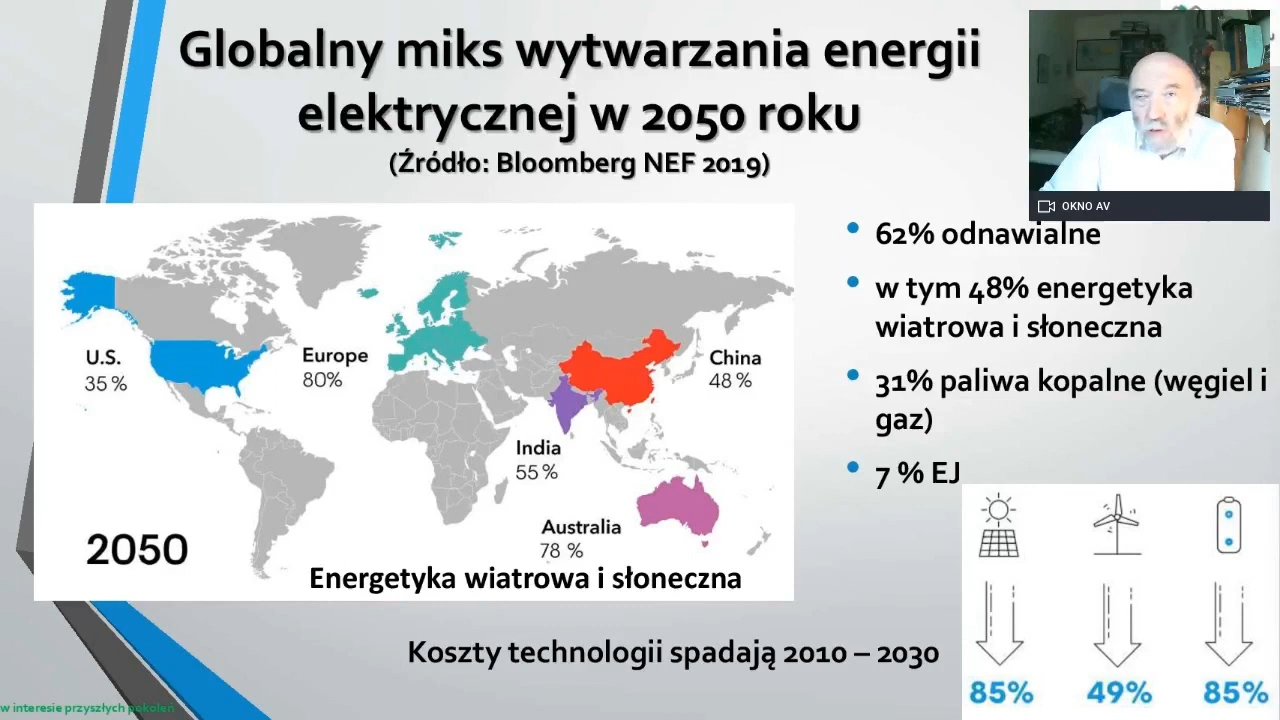 Globalny miks wytwarzania energii
elektrycznej w 2050 roku
(Źródło: Bloomberg NEF 2019)
OKNO AV
U.S.
35 %
Europe
80%
China
48 %
India
55 %
Australia
78 %
2050
Energetyka wiatrowa i słoneczna
62% odnawialne
w tym 48% energetyka
wiatrowa i słoneczna
31% paliwa kopalne (węgiel i
gaz)
7 % EJ
Koszty technologii spadają 2010 – 2030
85%
49%
85%
w interesie przyszłych pokoleń